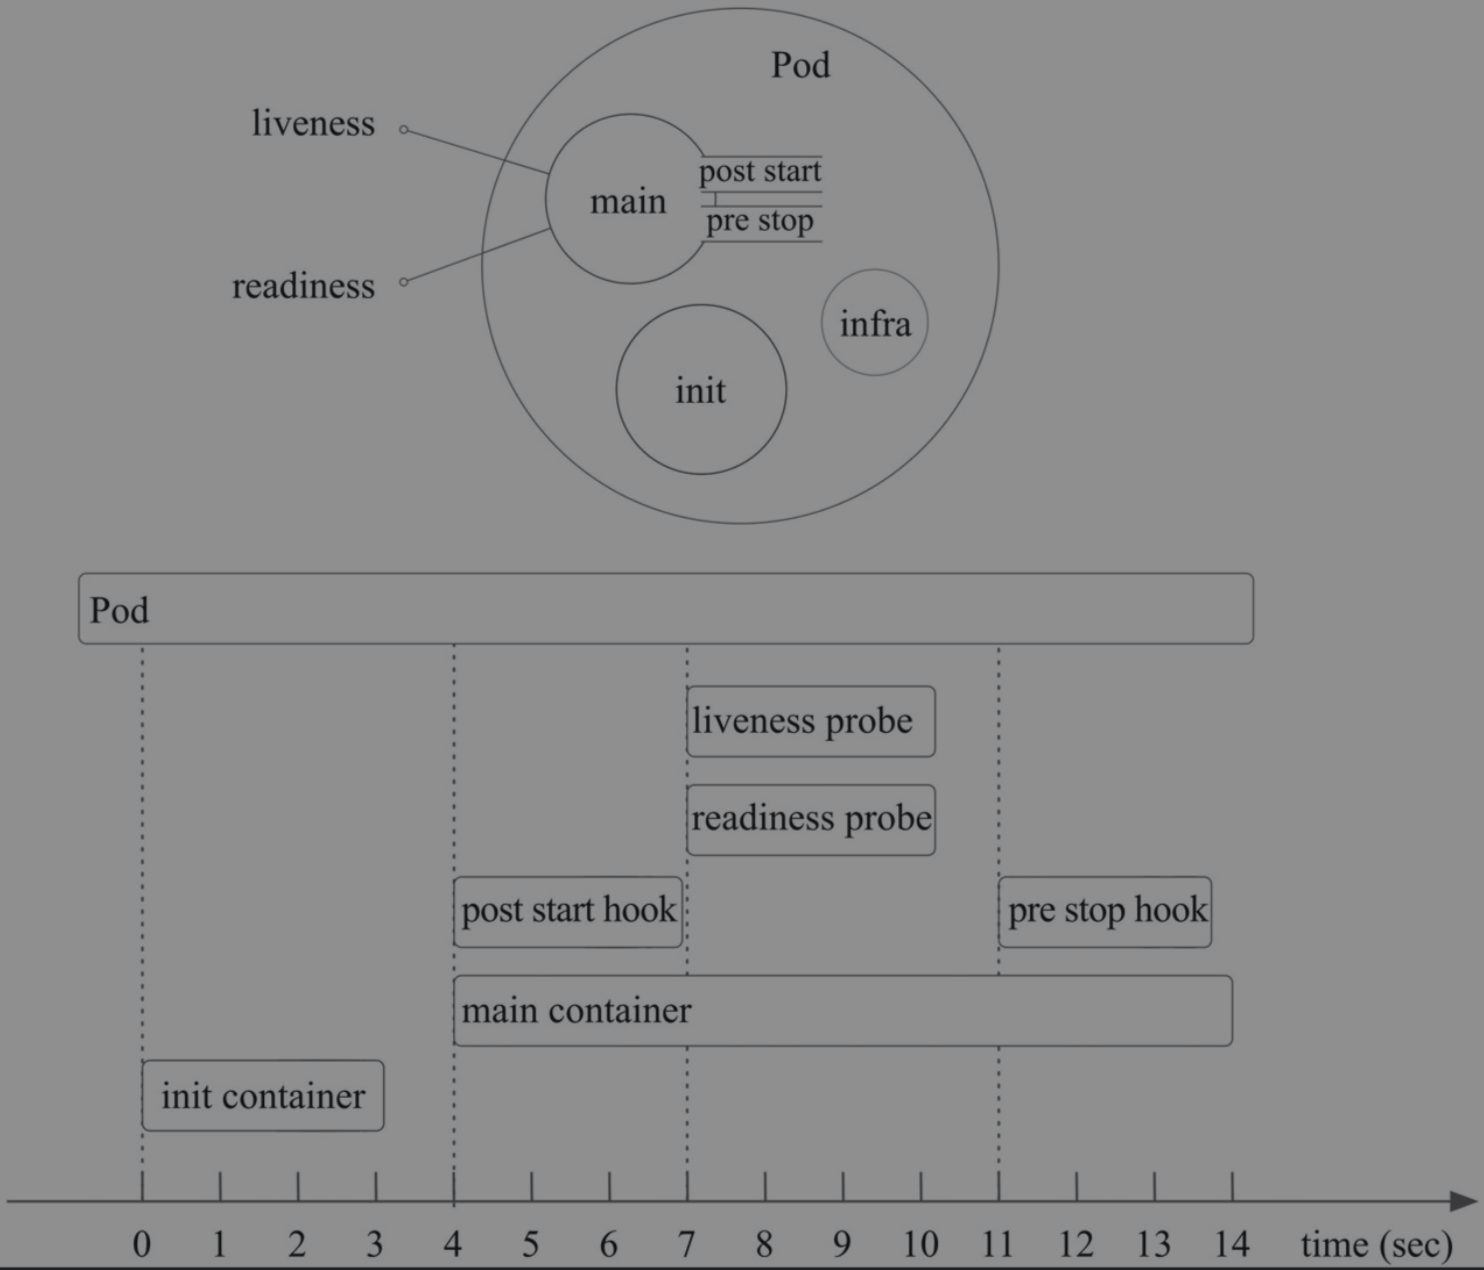 Pod
liveness
post start
main
pre stop
readiness
infra
init
Pod
liveness probe
readiness probe
post start hook
pre stop hook
main container
init container
0 1 2 3 4 5 6 7 8 9 10 11 12 13 14 time (sec)